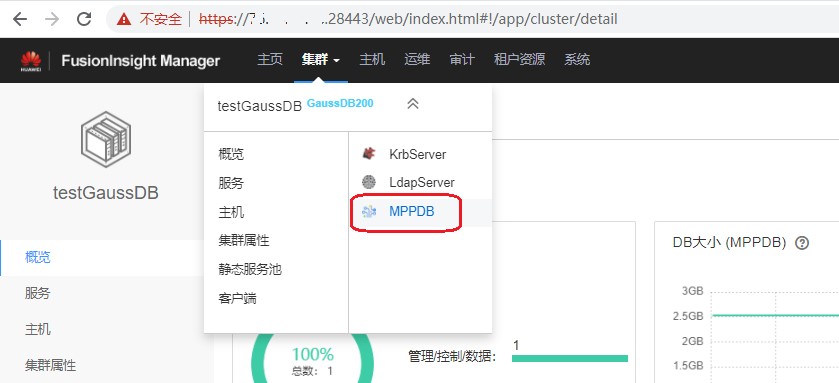 不安全 https://7. . .28443/web/index.html#!/app/cluster/detail
HUAWEI FusionInsight Manager 主页 集群 主机 运维 审计 租户资源 系统
testGaussDB GaussDB200
概览 KrbServer
服务 LdapServer
主机 MPPDB
集群属性
静态服务池
客户端
testGaussDB
概览
服务
主机
集群属性
100%
总数: 1
管理/控制/数据: 1
DB大小 (MPPDB) ?
3GB
2.5GB
2GB
1.5GB